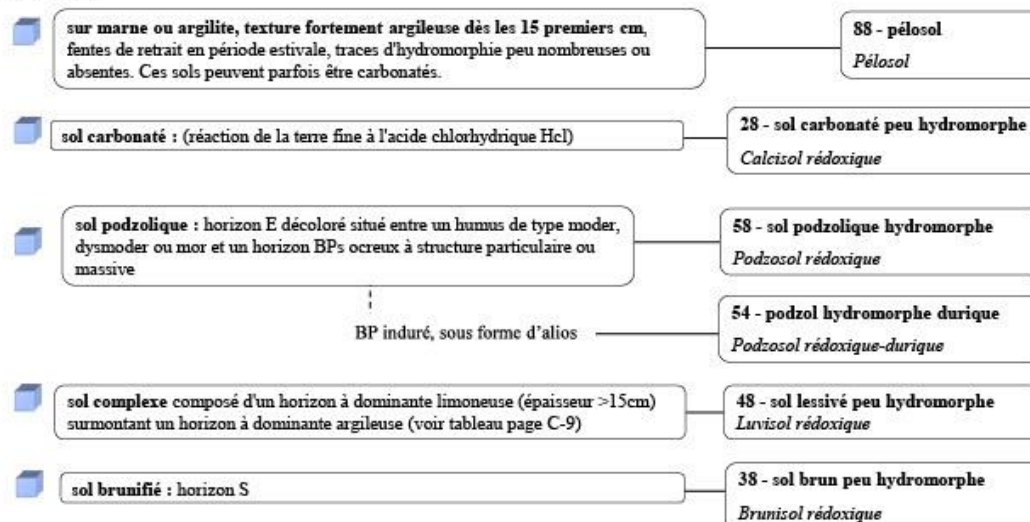 sur marne ou argilite, texture fortement argileuse dès les 15 premiers cm,
fentes de retrait en période estivale, traces d'hydromorphie peu nombreuses ou
absentes. Ces sols peuvent parfois être carbonatés.
88 - pélosol
Pélosol
sol carbonaté : (réaction de la terre fine à l'acide chlorhydrique Hcl)
28 - sol carbonaté peu hydromorphe
Calcisol rédoxique
sol podzolique : horizon E décoloré situé entre un humus de type moder,
dysmoder ou mor et un horizon BPs ocreux à structure particulaire ou
massive
58 - sol podzolique hydromorphe
Podzosol rédoxique
BP induré, sous forme d'alios
54 - podzol hydromorphe durique
Podzosol rédoxique-durique
sol complexe composé d'un horizon à dominante limoneuse (épaisseur >15cm)
surmontant un horizon à dominante argileuse (voir tableau page C-9)
48 - sol lessivé peu hydromorphe
Luvisol rédoxique
sol brunifié : horizon S
38 - sol brun peu hydromorphe
Brunisol rédoxique